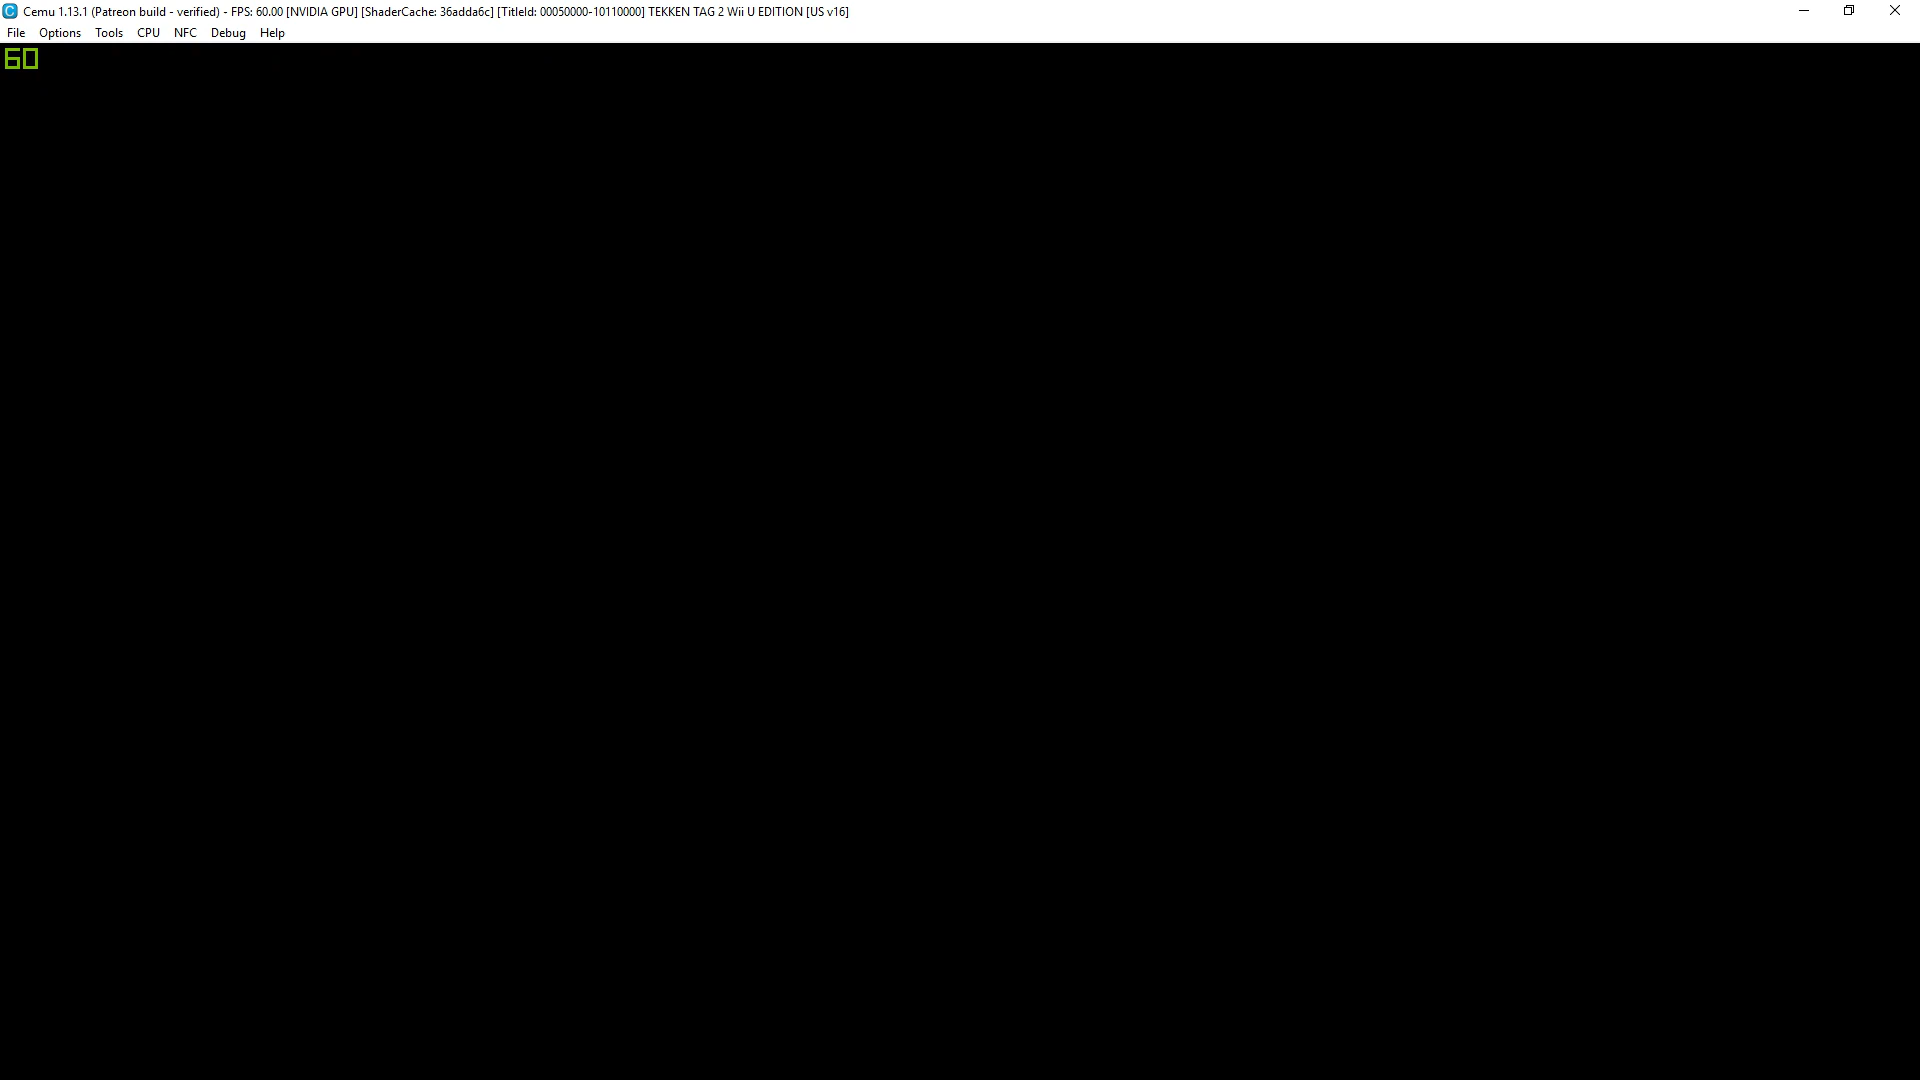 Cemu 1.13.1 (Patreon build - verified) - FPS: 60.00 [NVIDIA GPU] [ShaderCache: 36adda6c] [TitleId: 00050000-10110000] TEKKEN TAG 2 Wii U EDITION [US v16]
File Options Tools CPU NFC Debug Help
60